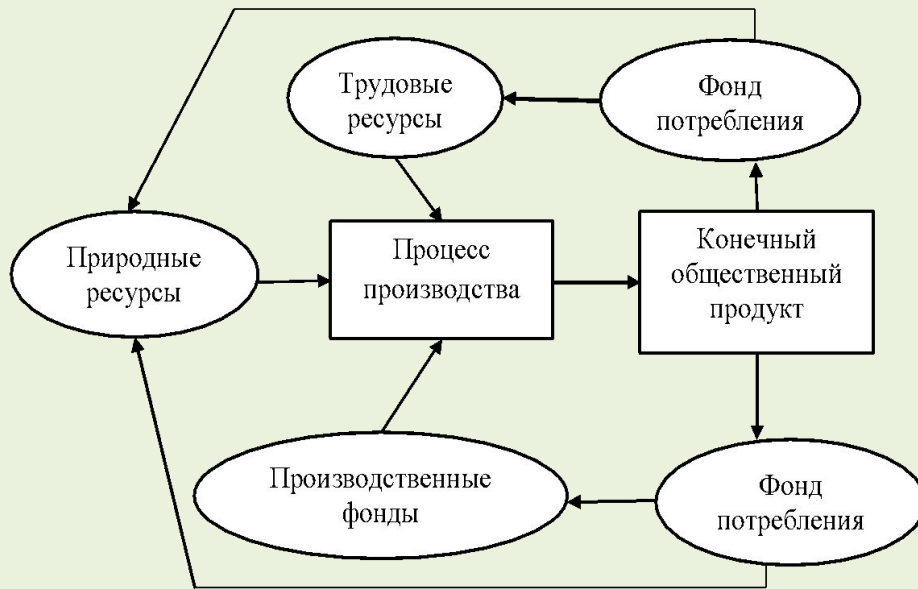 Трудовые
ресурсы
Фонд
потребления
Природные
ресурсы
Процесс
производства
Конечный
общественный
продукт
Производственные
фонды
Фонд
потребления